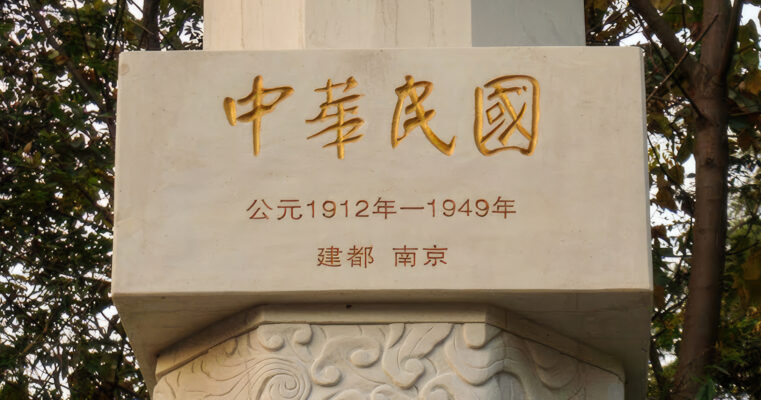 中華民國
公元1912年—1949年
建都 南京